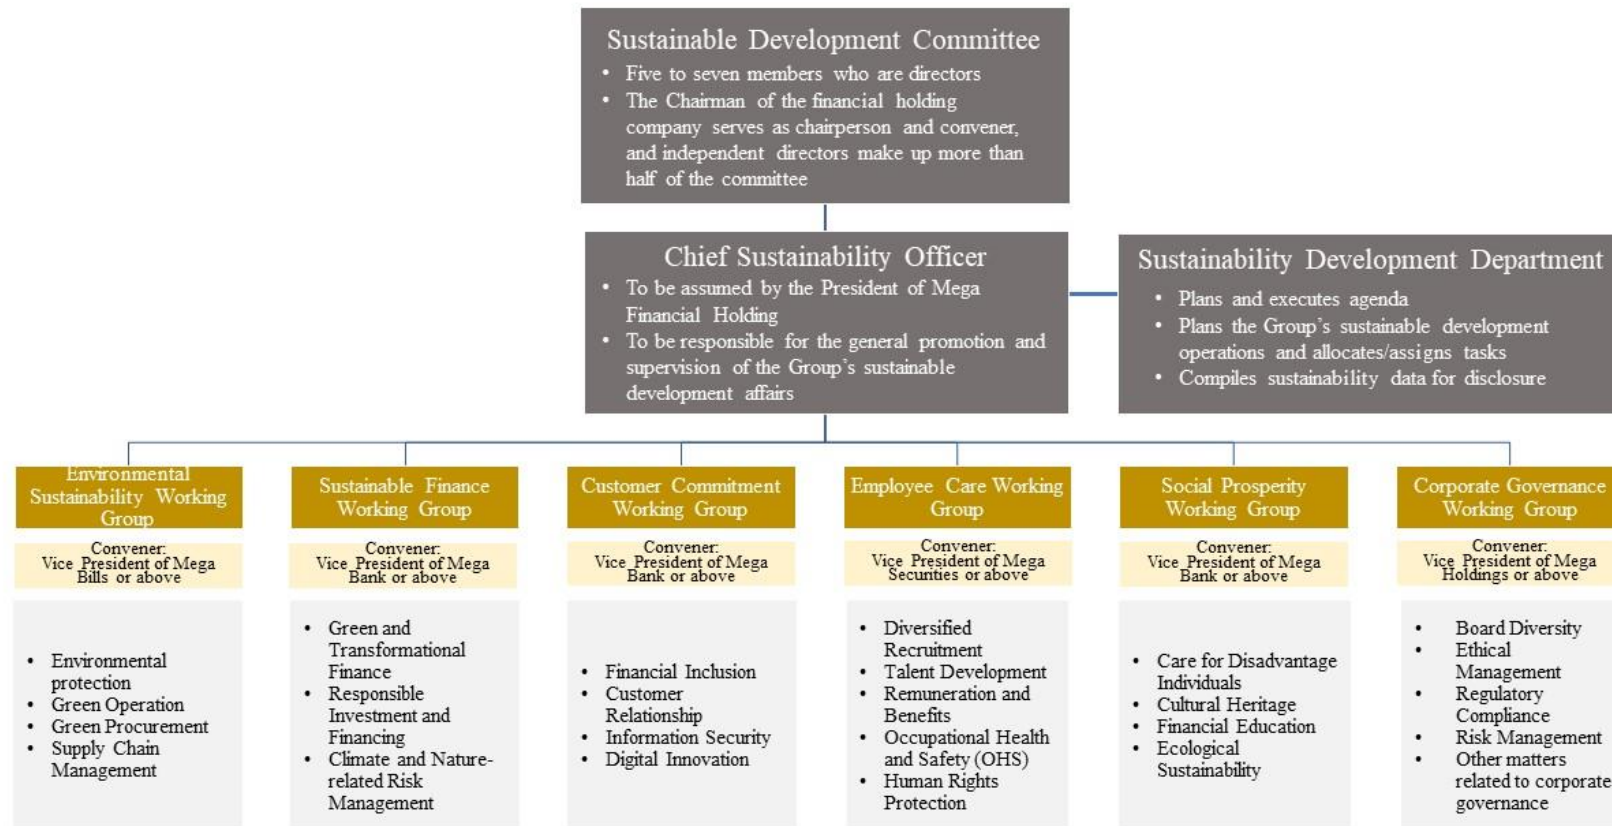 Sustainable Development Committee
• Five to seven members who are directors
• The Chairman of the financial holding
company serves as chairperson and convener,
and independent directors make up more than
half of the committee
Chief Sustainability Officer
• To be assumed by the President of Mega
Financial Holding
• To be responsible for the general promotion and
supervision of the Group's sustainable
development affairs
Sustainability Development Department
• Plans and executes agenda
• Plans the Group's sustainable development
operations and allocates/assigns tasks
• Compiles sustainability data for disclosure
Environmental
Sustainability Working
Group
Convener:
Vice President of Mega
Bills or above
• Environmental
protection
• Green Operation
• Green Procurement
• Supply Chain
Management
Sustainable Finance
Working Group
Convener:
Vice President of Mega
Bank or above
• Green and
Transformational
Finance
• Responsible
Investment and
Financing
• Climate and Nature-
related Risk
Management
Customer Commitment
Working Group
Convener:
Vice President of Mega
Bank or above
• Financial Inclusion
• Customer
Relationship
• Information Security
• Digital Innovation
Employee Care Working
Group
Convener:
Vice President of Mega
Securities or above
• Diversified
Recruitment
• Talent Development
• Remuneration and
Benefits
• Occupational Health
and Safety (OHS)
• Human Rights
Protection
Social Prosperity
Working Group
Convener:
Vice President of Mega
Bank or above
• Care for Disadvantage
Individuals
• Cultural Heritage
• Financial Education
• Ecological
Sustainability
Corporate Governance
Working Group
Convener:
Vice President of Mega
Holdings or above
• Board Diversity
• Ethical
Management
• Regulatory
Compliance
• Risk Management
• Other matters
related to corporate
governance